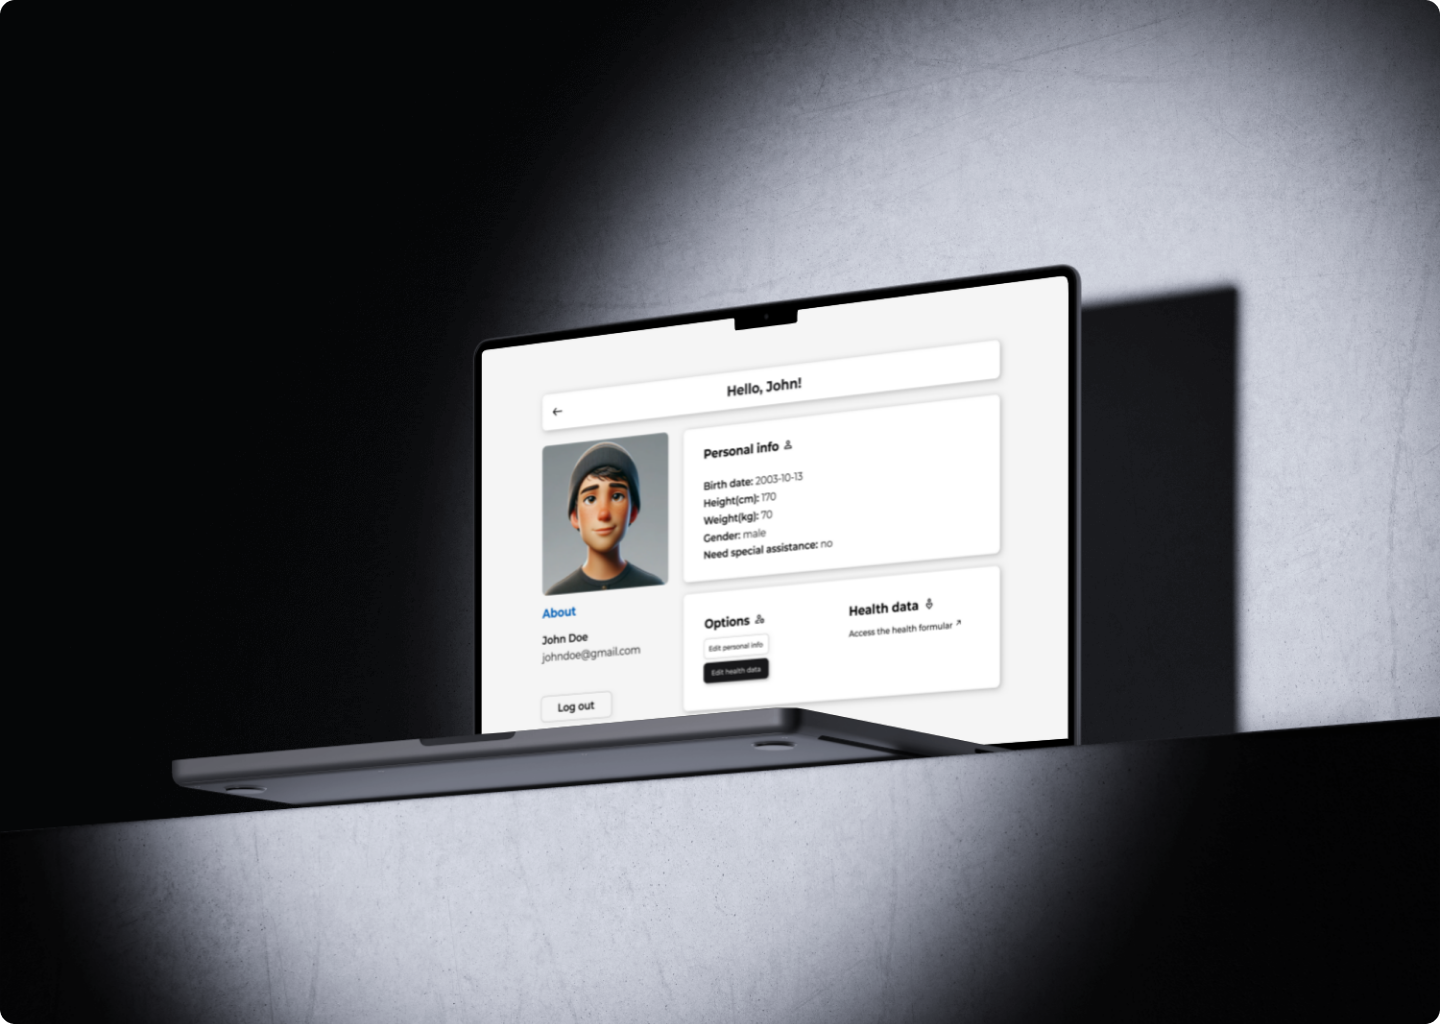 Hello, John!
Personal info
Birth date: 2003-10-13
Height(cm): 170
Weight(kg): 70
Gender: male
Need special assistance: no
About
John Doe
johndoe@gmail.com
Log out
Options
Edit personal info
Edit health data
Health data
Access the health formular